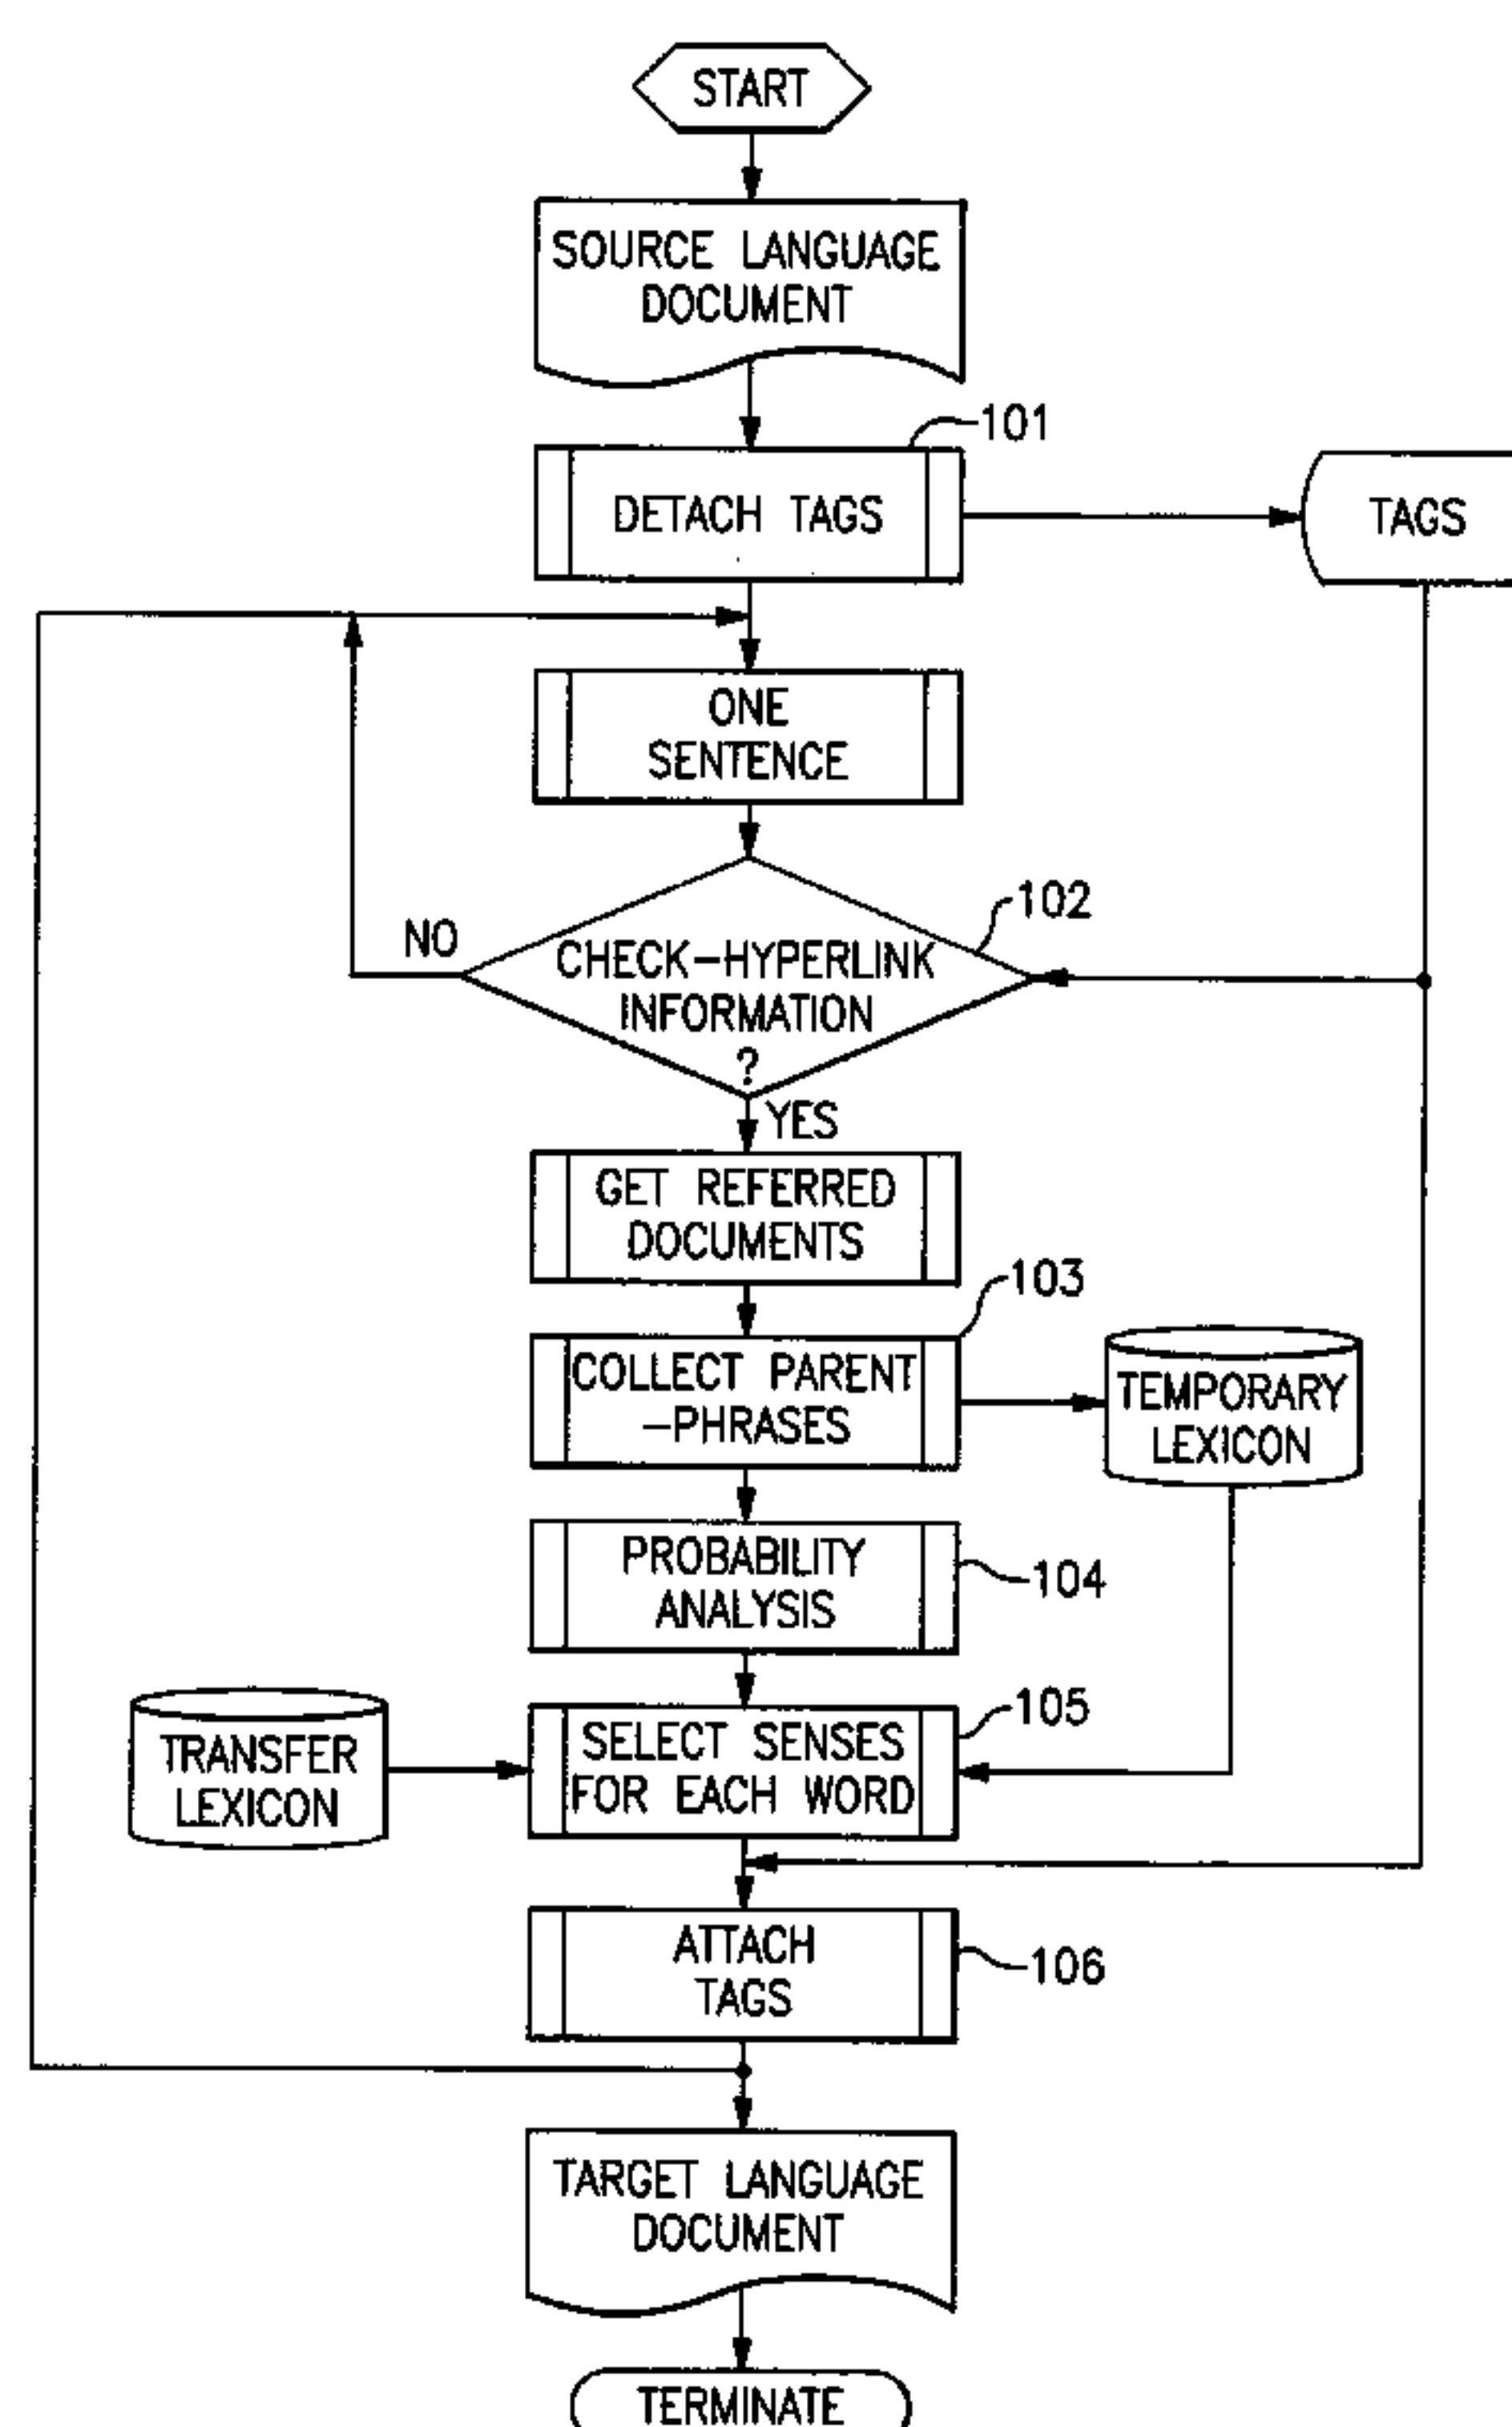 START
SOURCE LANGUAGE
DOCUMENT
101
DETACH TAGS
TAGS
ONE
SENTENCE
102
NO
CHECK-HYPERLINK
INFORMATION
?
YES
GET REFERRED
DOCUMENTS
103
COLLECT PARENT
-PHRASES
TEMPORARY
LEXICON
PROBABILITY
ANALYSIS
104
105
SELECT SENSES
FOR EACH WORD
TRANSFER
LEXICON
ATTACH
TAGS
106
TARGET LANGUAGE
DOCUMENT
TERMINATE